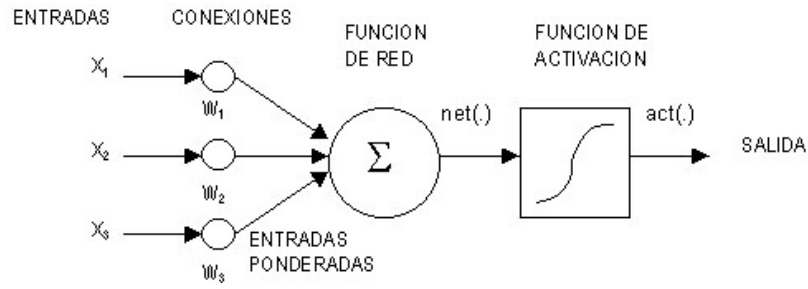 ENTRADAS
CONEXIONES
FUNCION
DE RED
FUNCION DE
ACTIVACION
X1
W1
X2
W2
X3
W3
Σ
net(.)
act(.)
SALIDA
ENTRADAS
PONDERADAS